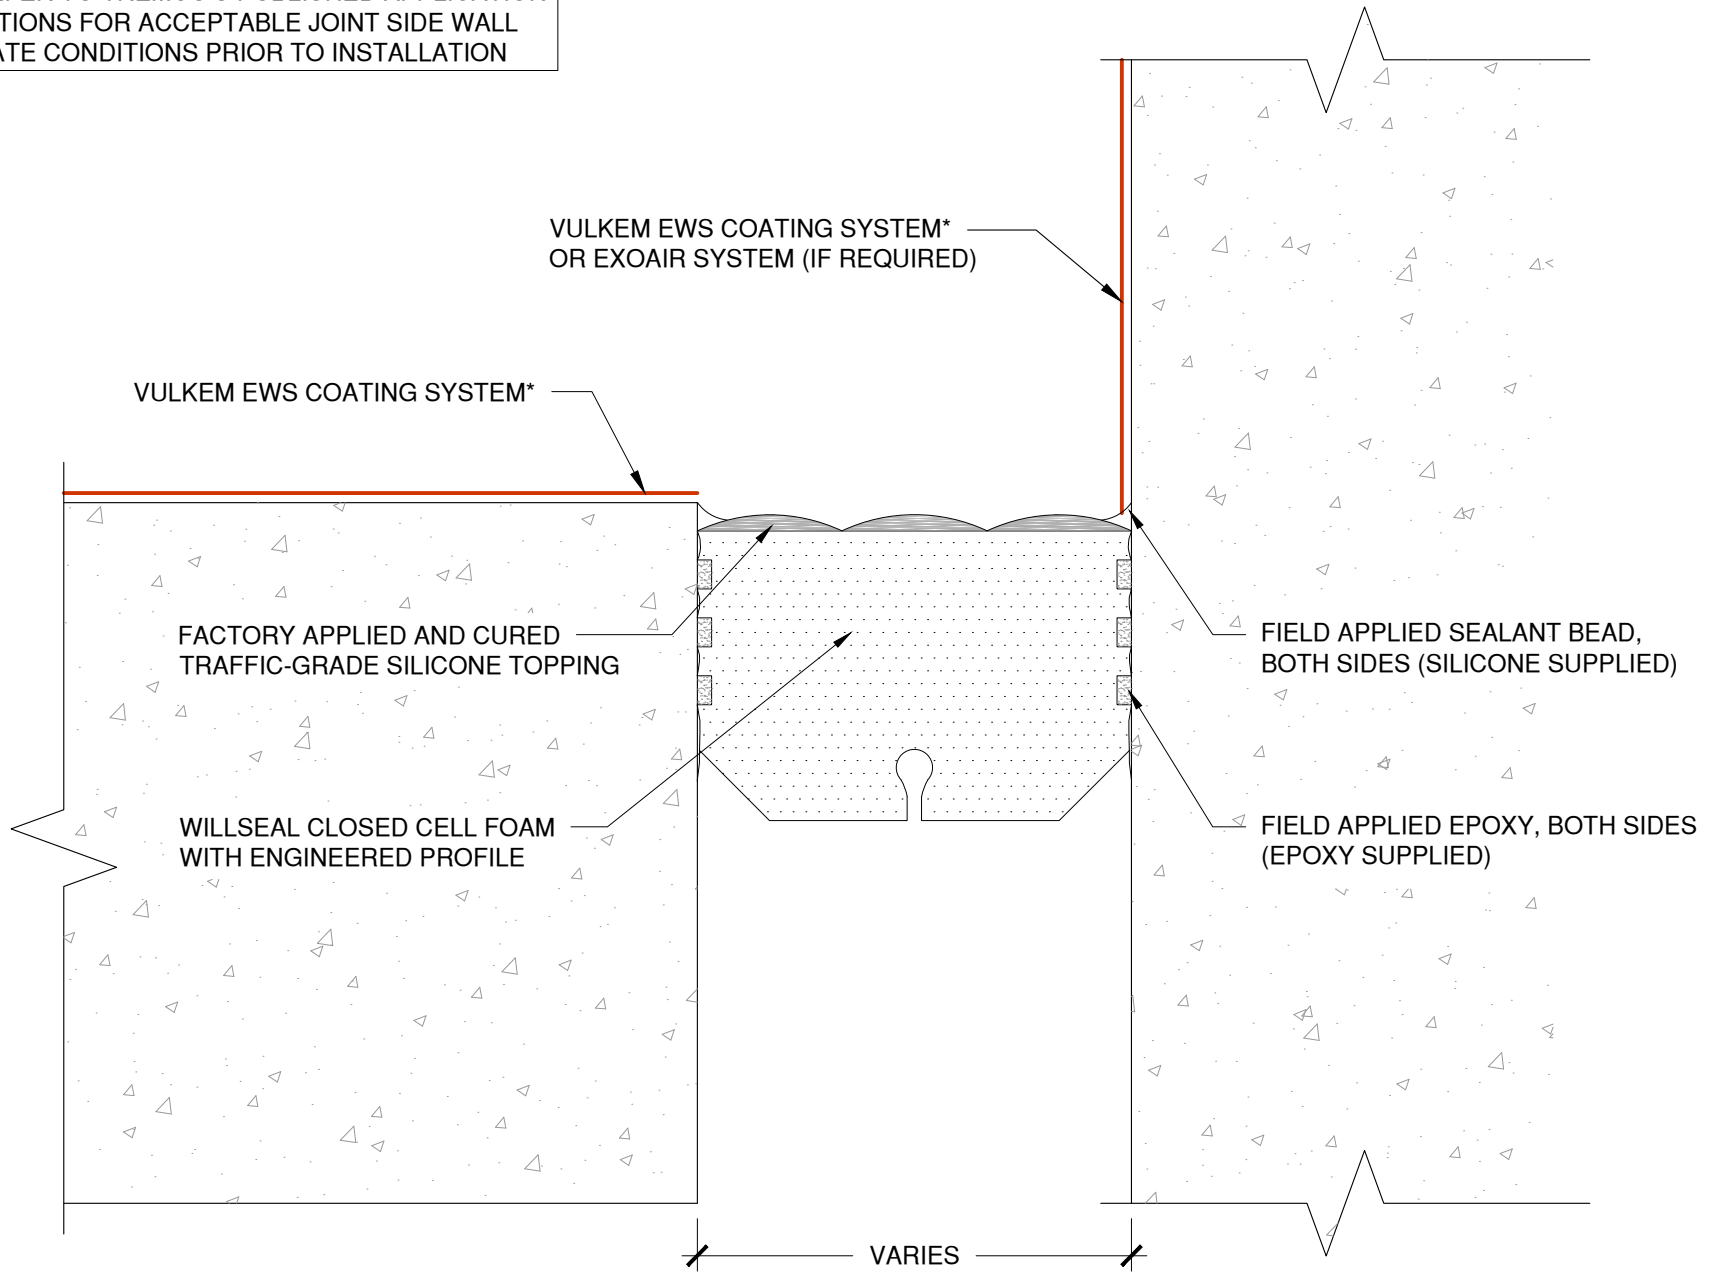 TIONS FOR ACCEPTABLE JOINT SIDE WALL
ATE CONDITIONS PRIOR TO INSTALLATION
VULKEM EWS COATING SYSTEM*
OR EXOAIR SYSTEM (IF REQUIRED)
VULKEM EWS COATING SYSTEM*
FACTORY APPLIED AND CURED
TRAFFIC-GRADE SILICONE TOPPING
FIELD APPLIED SEALANT BEAD,
BOTH SIDES (SILICONE SUPPLIED)
WILLSEAL CLOSED CELL FOAM
WITH ENGINEERED PROFILE
FIELD APPLIED EPOXY, BOTH SIDES
(EPOXY SUPPLIED)
VARIES